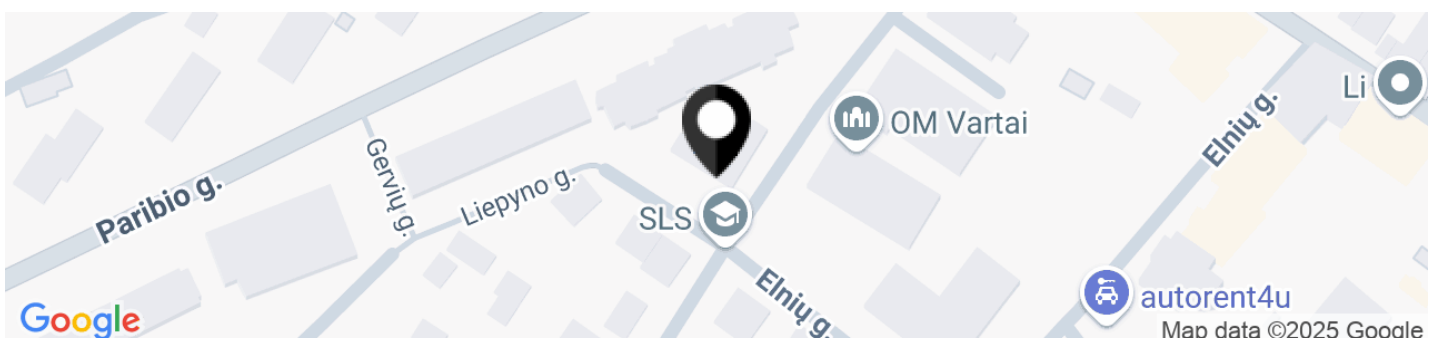 Li
Elnių g.
OM Vartai
Gervių g.
Liepyno g.
Paribio g.
SLS
Elnių g.
autorent4u
Google
Map data ©2025 Google